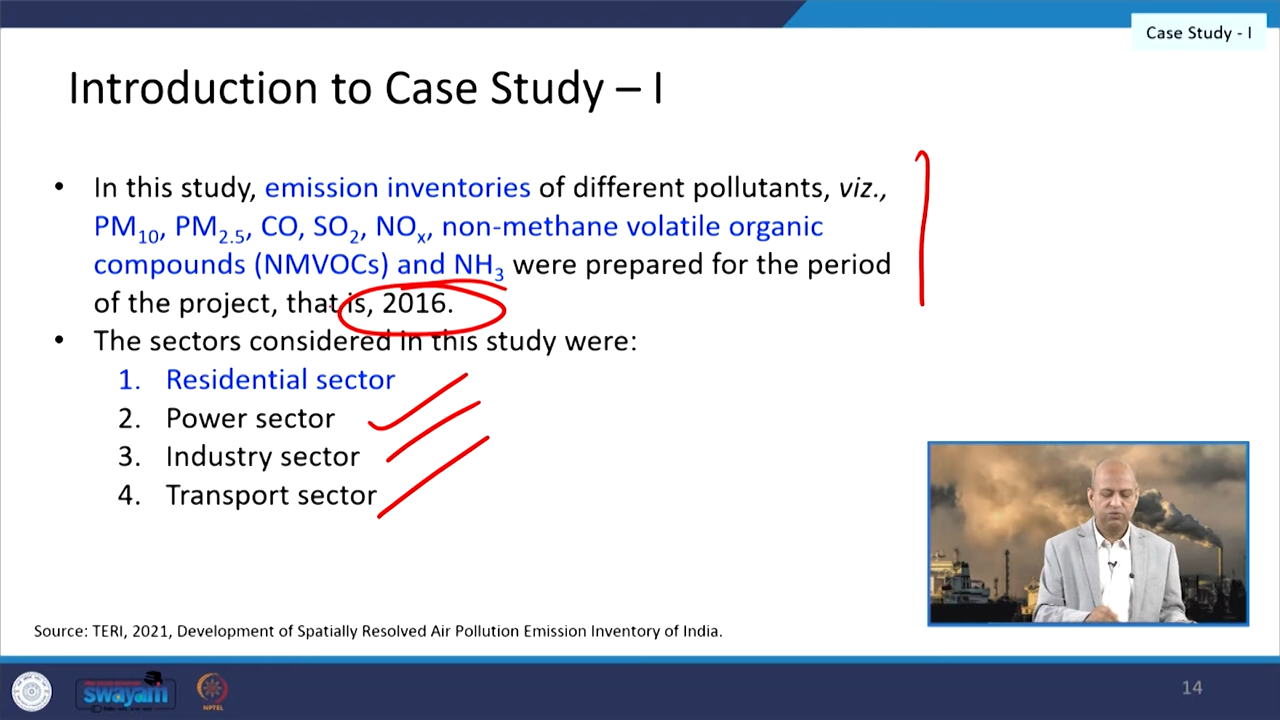 Case Study - I
Introduction to Case Study – I
• In this study, emission inventories of different pollutants, viz.,
PM10, PM2.5, CO, SO2, NOx, non-methane volatile organic
compounds (NMVOCs) and NH3 were prepared for the period
of the project, that is, 2016.
• The sectors considered in this study were:
1. Residential sector
2. Power sector
3. Industry sector
4. Transport sector
Source: TERI, 2021, Development of Spatially Resolved Air Pollution Emission Inventory of India.
swayam
NPTEL
14